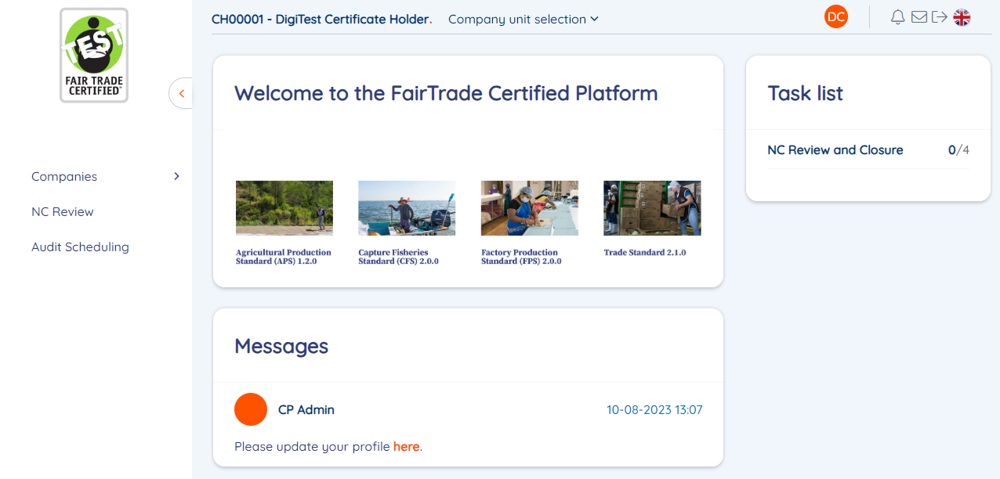 TEST
FAIR TRADE
CERTIFIED
CH00001 - DigiTest Certificate Holder.
Company unit selection
DC
Companies
NC Review
Audit Scheduling
Welcome to the FairTrade Certified Platform
Agricultural Production
Standard (APS) 1.2.0
Capture Fisheries
Standard (CFS) 2.0.0
Factory Production
Standard (FPS) 2.0.0
Trade Standard 2.1.0
Task list
NC Review and Closure 0/4
Messages
CP Admin 10-08-2023 13:07
Please update your profile here.